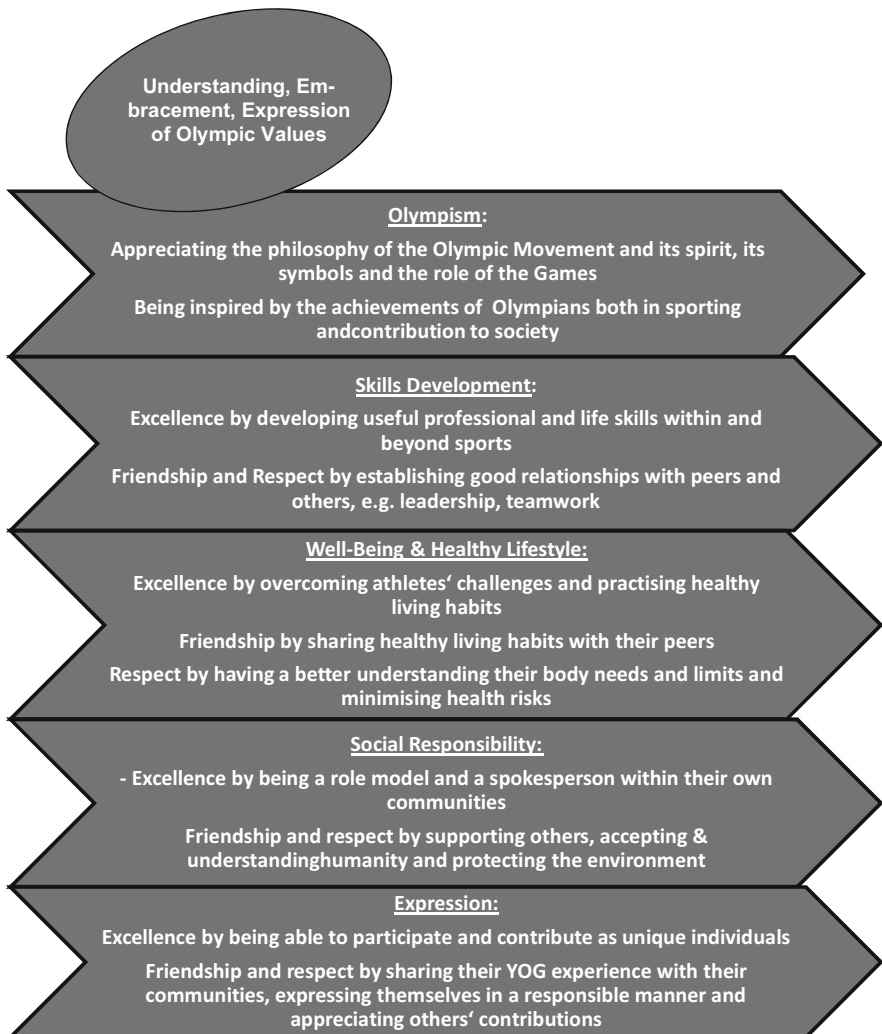 Understanding, Em-
bracement, Expression
of Olympic Values
Olympism:
Appreciating the philosophy of the Olympic Movement and its spirit, its
symbols and the role of the Games
Being inspired by the achievements of Olympians both in sporting
andcontribution to society
Skills Development:
Excellence by developing useful professional and life skills within and
beyond sports
Friendship and Respect by establishing good relationships with peers and
others, e.g. leadership, teamwork
Well-Being & Healthy Lifestyle:
Excellence by overcoming athletes‘ challenges and practising healthy
living habits
Friendship by sharing healthy living habits with their peers
Respect by having a better understanding their body needs and limits and
minimising health risks
Social Responsibility:
- Excellence by being a role model and a spokesperson within their own
communities
Friendship and respect by supporting others, accepting &
understandinghumanity and protecting the environment
Expression:
Excellence by being able to participate and contribute as unique individuals
Friendship and respect by sharing their YOG experience with their
communities, expressing themselves in a responsible manner and
appreciating others‘ contributions